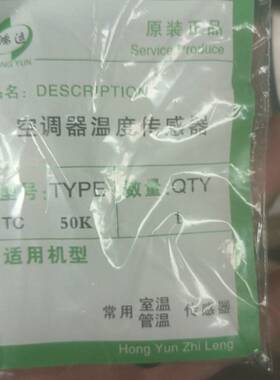 原装正品
NG YUN
Service Produce
名: DESCRIPTION
空调器温度传感器
型号: TYPE 数量: QTY
TC 50K 1
适用机型
常用 室温 传感器
管温
Hong Yun Zhi Leng